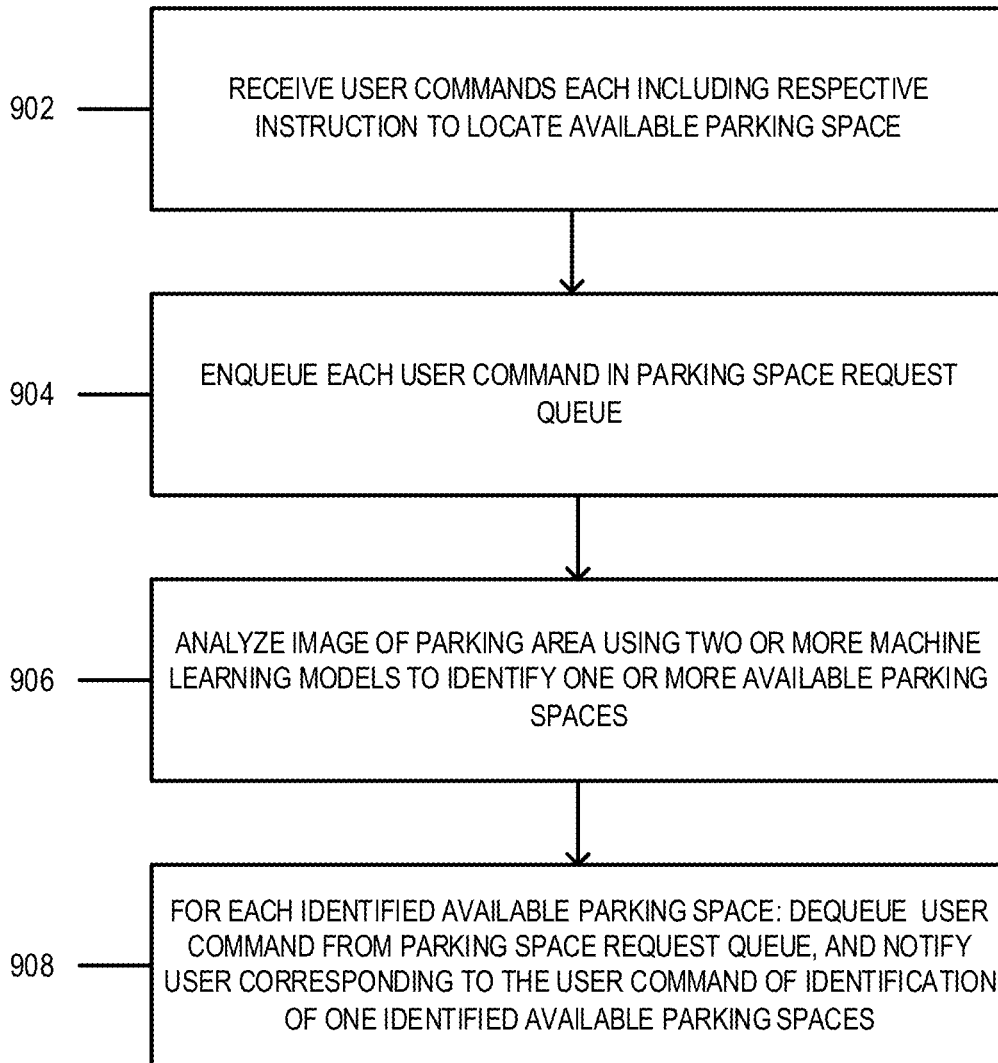 902
RECEIVE USER COMMANDS EACH INCLUDING RESPECTIVE
INSTRUCTION TO LOCATE AVAILABLE PARKING SPACE
904
ENQUEUE EACH USER COMMAND IN PARKING SPACE REQUEST
QUEUE
906
ANALYZE IMAGE OF PARKING AREA USING TWO OR MORE MACHINE
LEARNING MODELS TO IDENTIFY ONE OR MORE AVAILABLE PARKING
SPACES
908
FOR EACH IDENTIFIED AVAILABLE PARKING SPACE: DEQUEUE USER
COMMAND FROM PARKING SPACE REQUEST QUEUE, AND NOTIFY
USER CORRESPONDING TO THE USER COMMAND OF IDENTIFICATION
OF ONE IDENTIFIED AVAILABLE PARKING SPACES